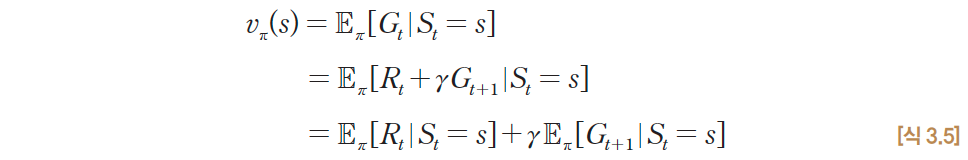 v_π(s) = 𝔼_π[G_t|S_t = s]
= 𝔼_π[R_t + γG_{t+1}|S_t = s]
= 𝔼_π[R_t|S_t = s] + γ𝔼_π[G_{t+1}|S_t = s] [식 3.5]